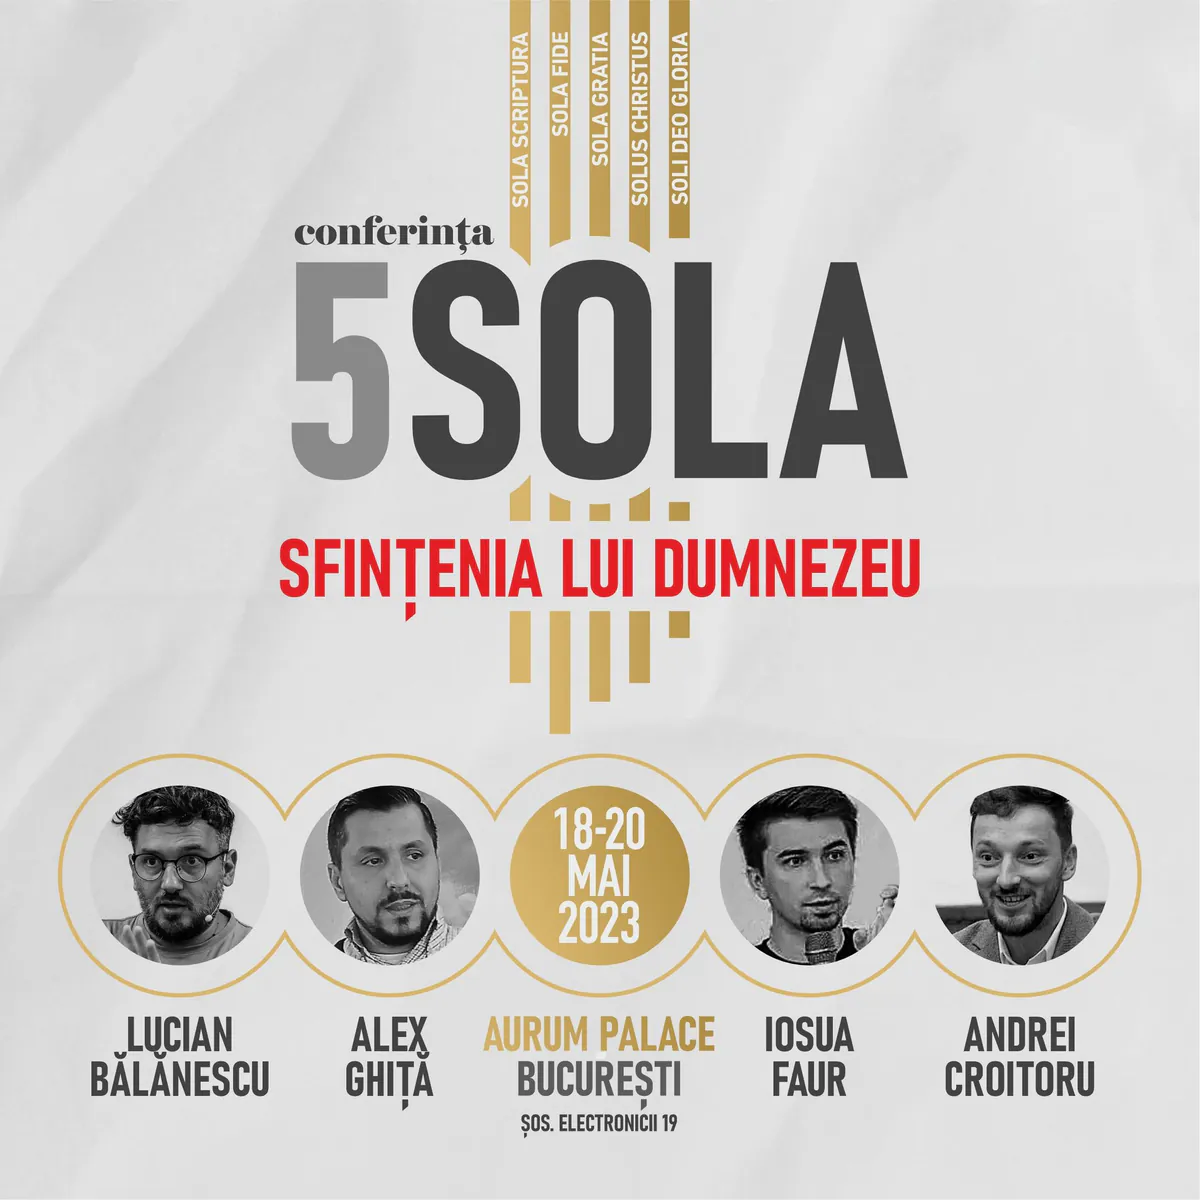 SOLA SCRIPTURA
SOLA FIDE
SOLA GRATIA
SOLUS CHRISTUS
SOLI DEO GLORIA
conferința
5SOLA
SFINȚENIA LUI DUMNEZEU
18-20
MAI
2023
LUCIAN
BĂLĂNESCU
ALEX
GHIȚĂ
AURUM PALACE
BUCUREȘTI
ȘOS. ELECTRONICII 19
IOSUA
FAUR
ANDREI
CROITORU